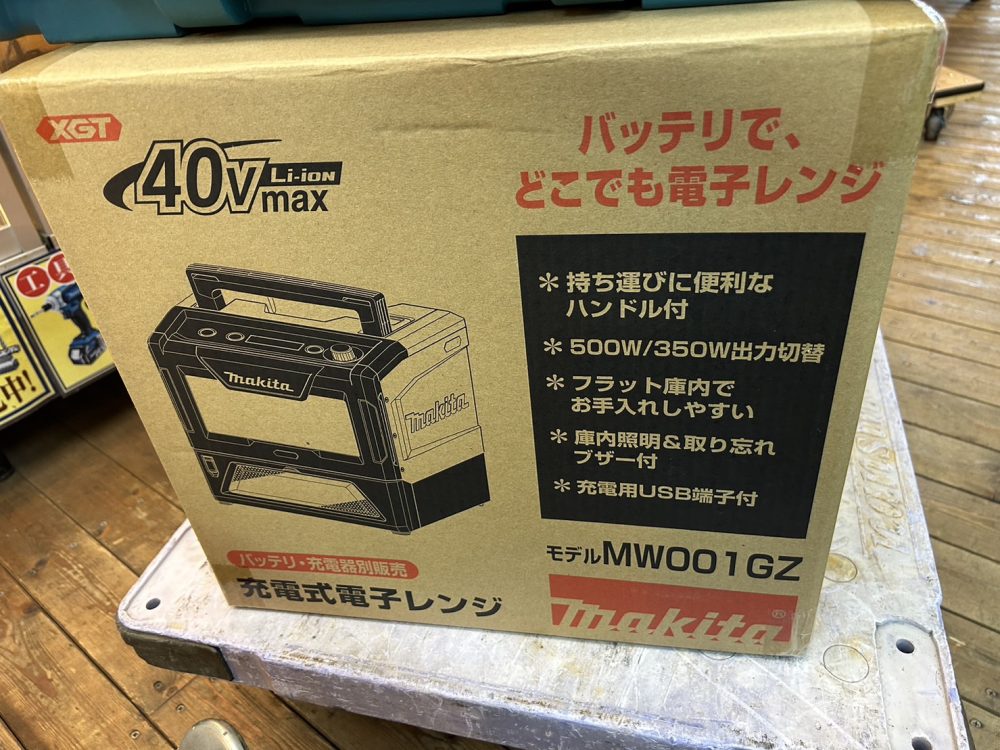 XGT
40Vmax
Li-ion
バッテリで、
どこでも電子レンジ
＊ 持ち運びに便利な
ハンドル付
＊ 500W/350W出力切替
＊ フラット庫内で
お手入れしやすい
＊ 庫内照明&取り忘れ
ブザー付
＊ 充電用USB端子付
makita
makita
バッテリ・充電器別販売
充電式電子レンジ
モデルMW001GZ
makita®
工具
中!